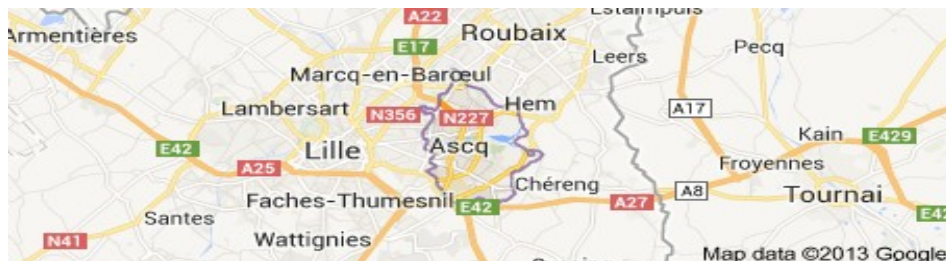 Estaimpuis
A22
Armentières
Roubaix
E17
Leers
Pecq
Marcq-en-Barœul
Lambersart
N356
N227
Hem
A17
E42
Lille
Ascq
Kain
E429
A25
Froyennes
Chéreng
Faches-Thumesnil
E42
A27
A8
Tournai
Santes
E42
N41
Wattignies
Map data ©2013 Google